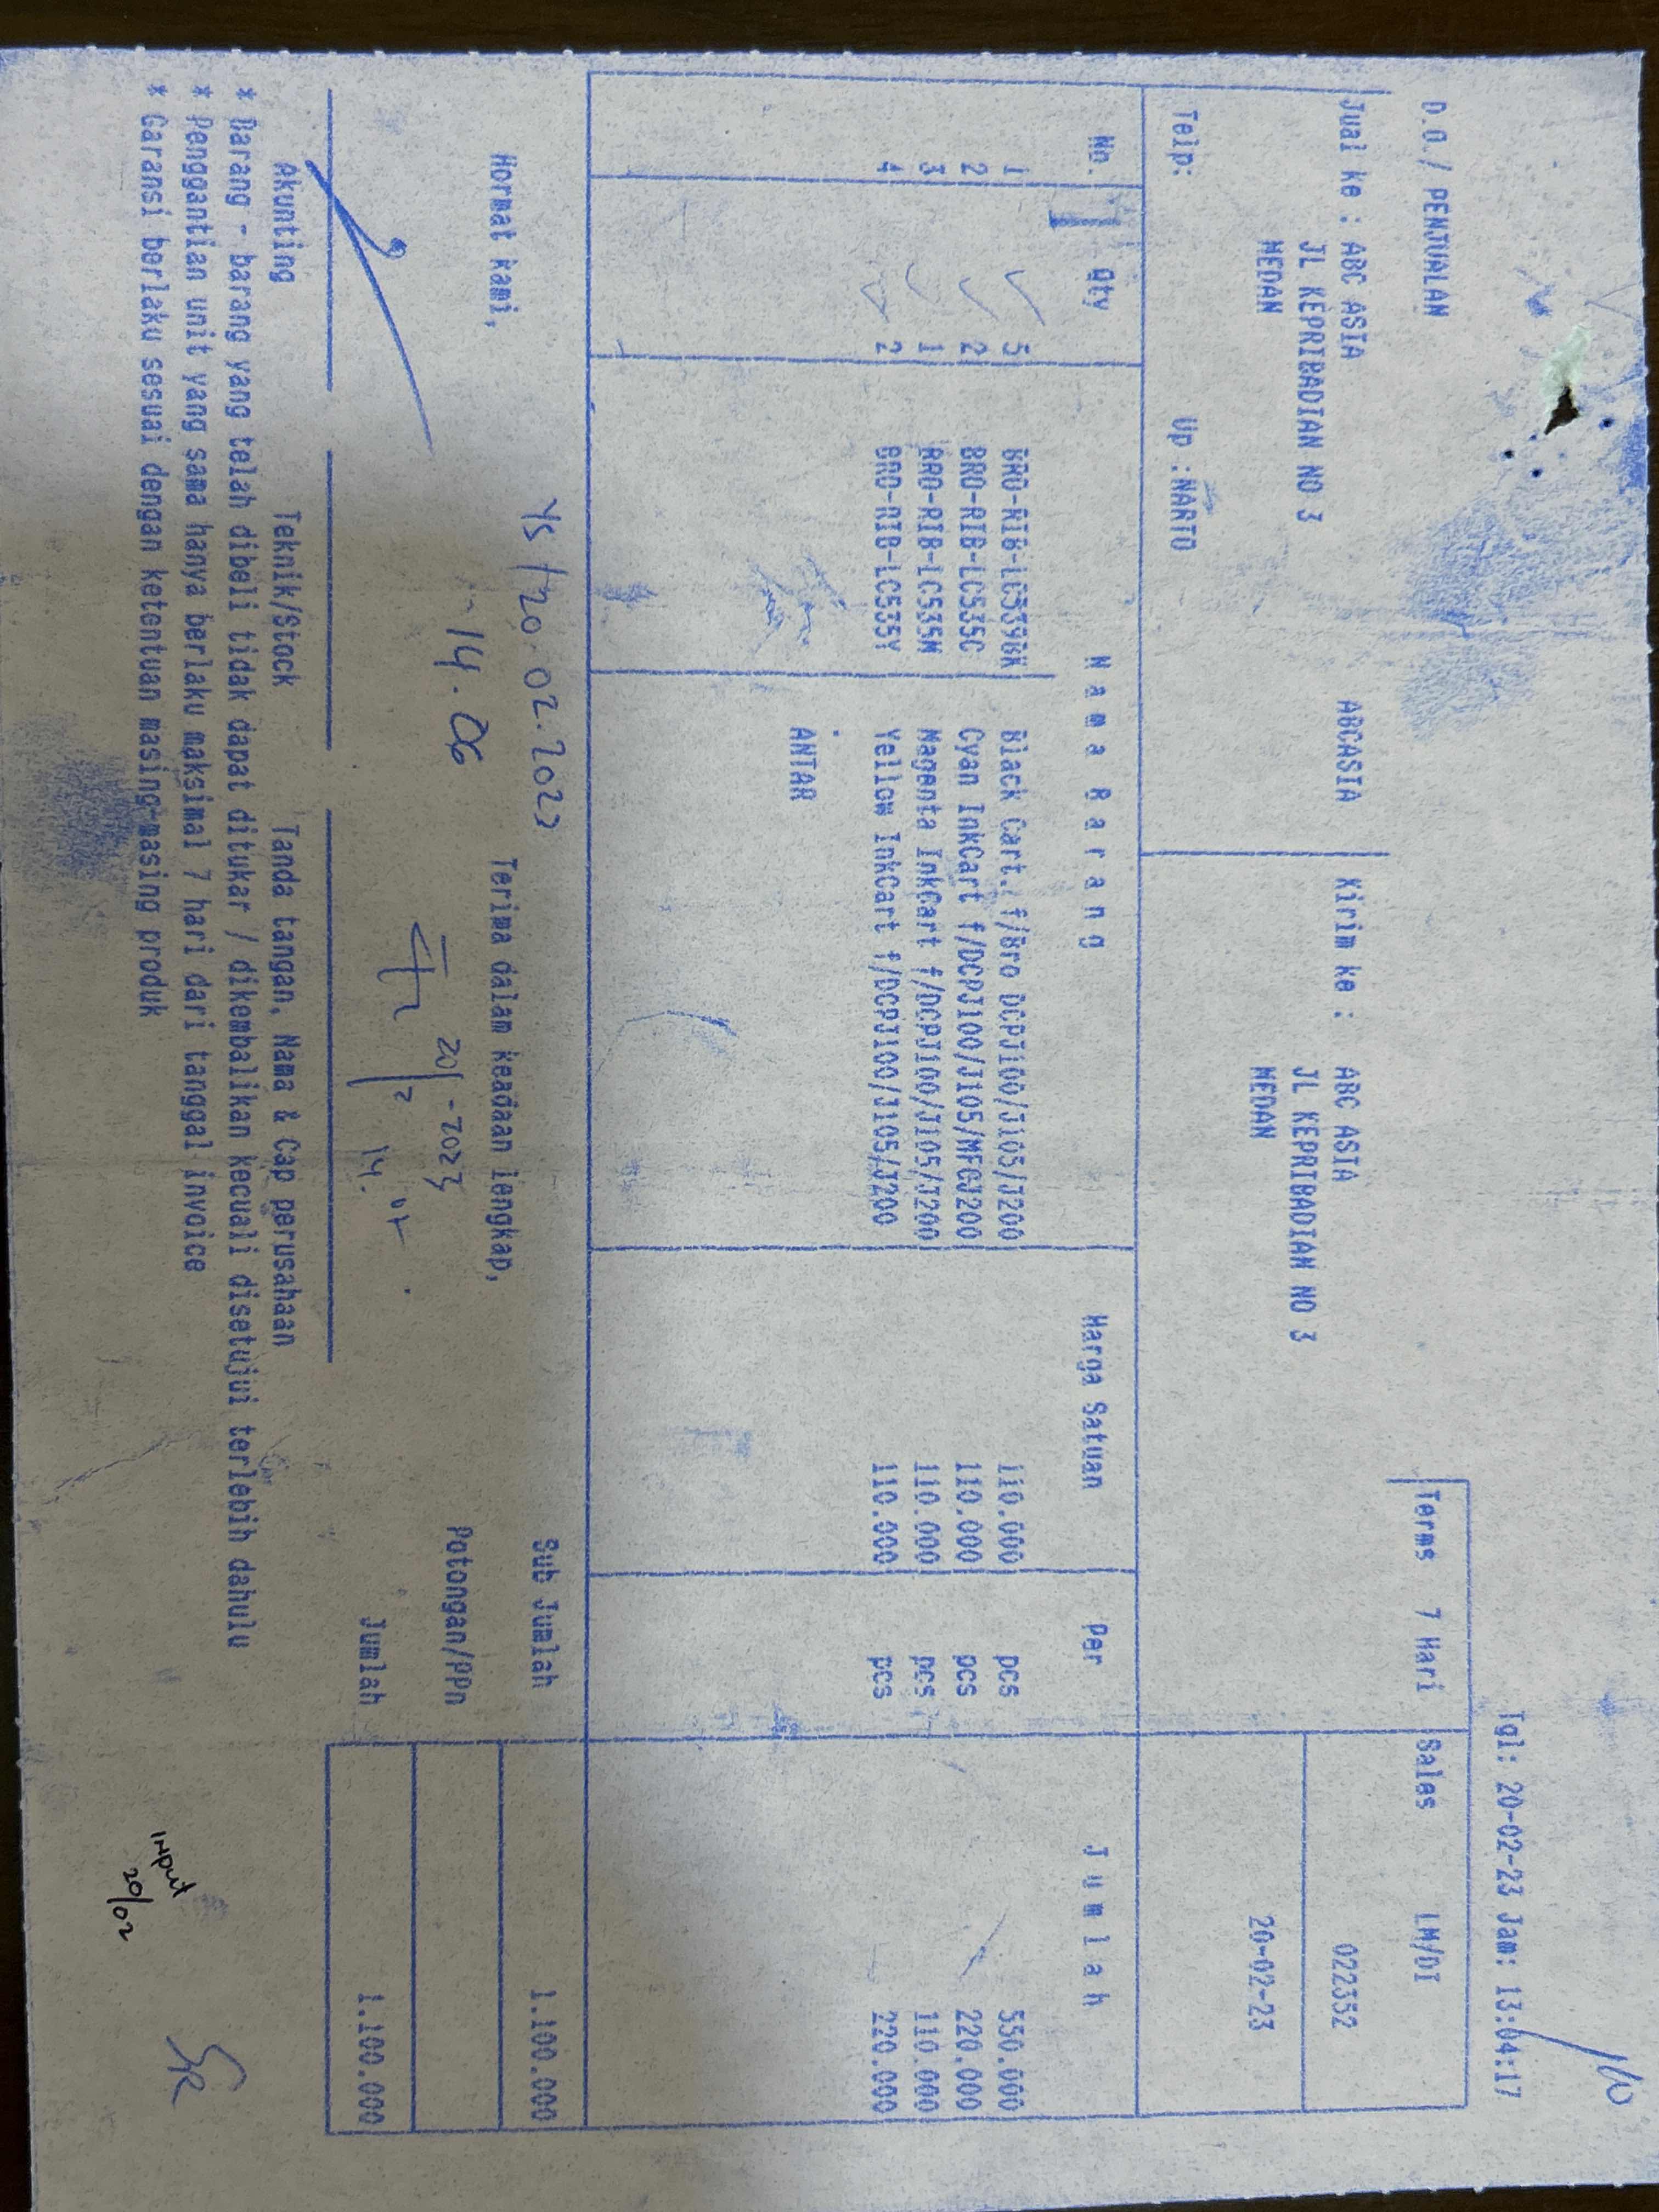 Tgl: 20-02-23 Jam: 13:04:17
D.O./ PENJUALAN
Terms 7 Hari Sales LM/DI
Jual ke : ABC ASIA ABCASIA Kirim ke : ABC ASIA 022352
JL KEPRIBADIAN NO 3 JL KEPRIBADIAN NO 3
MEDAN MEDAN 20-02-23
Telp: Up :NARTO
No. Qty Nama Barang Harga Satuan Per Jumlah
1 5 BRO-RIB-LC539BK Black Cart. f/Bro DCPJ100/J105/J200 110.000 pcs 550.000
2 2 BRO-RIB-LC535C Cyan InkCart f/DCPJ100/J105/MFCJ200 110.000 pcs 220.000
3 1 BRO-RIB-LC535M Magenta InkCart f/DCPJ100/J105/J200 110.000 pcs 110.000
4 2 BRO-RIB-LC535Y Yellow InkCart f/DCPJ100/J105/J200 110.000 pcs 220.000
ANTAR
YS /20.02.2023
Sub Jumlah 1.100.000
Hormat kami, Terima dalam keadaan lengkap,
14.06
20/2-2023
Potongan/PPn
Jumlah 1.100.000
Akunting Teknik/Stock Tanda tangan, Nama & Cap perusahaan
* Barang - barang yang telah dibeli tidak dapat ditukar / dikembalikan kecuali disetujui terlebih dahulu
* Penggantian unit yang sama hanya berlaku maksimal 7 hari dari tanggal invoice
* Garansi berlaku sesuai dengan ketentuan masing-masing produk
Input
20/02